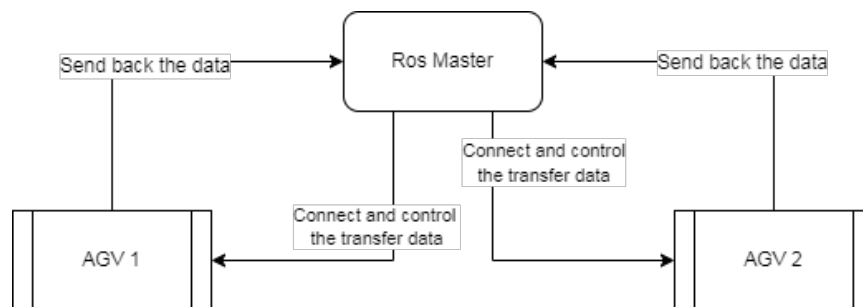 Ros Master
Send back the data
Send back the data
Connect and control
the transfer data
Connect and control
the transfer data
AGV 1
AGV 2